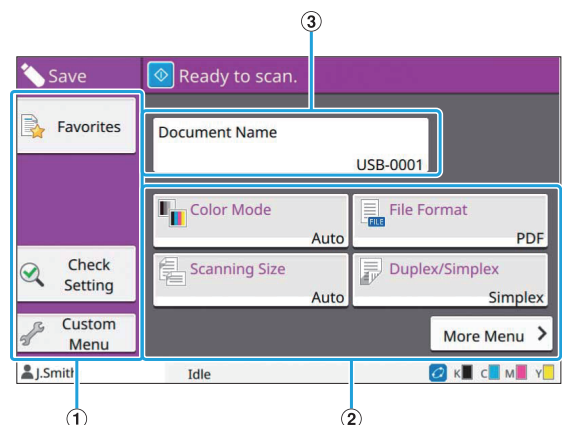 ③
Save
Ready to scan.
Favorites
Document Name
USB-0001
Color Mode
Auto
File Format
FILE
PDF
Check
Setting
Scanning Size
Auto
Duplex/Simplex
Simplex
Custom
Menu
More Menu
J.Smith
Idle
K C M Y
① ②